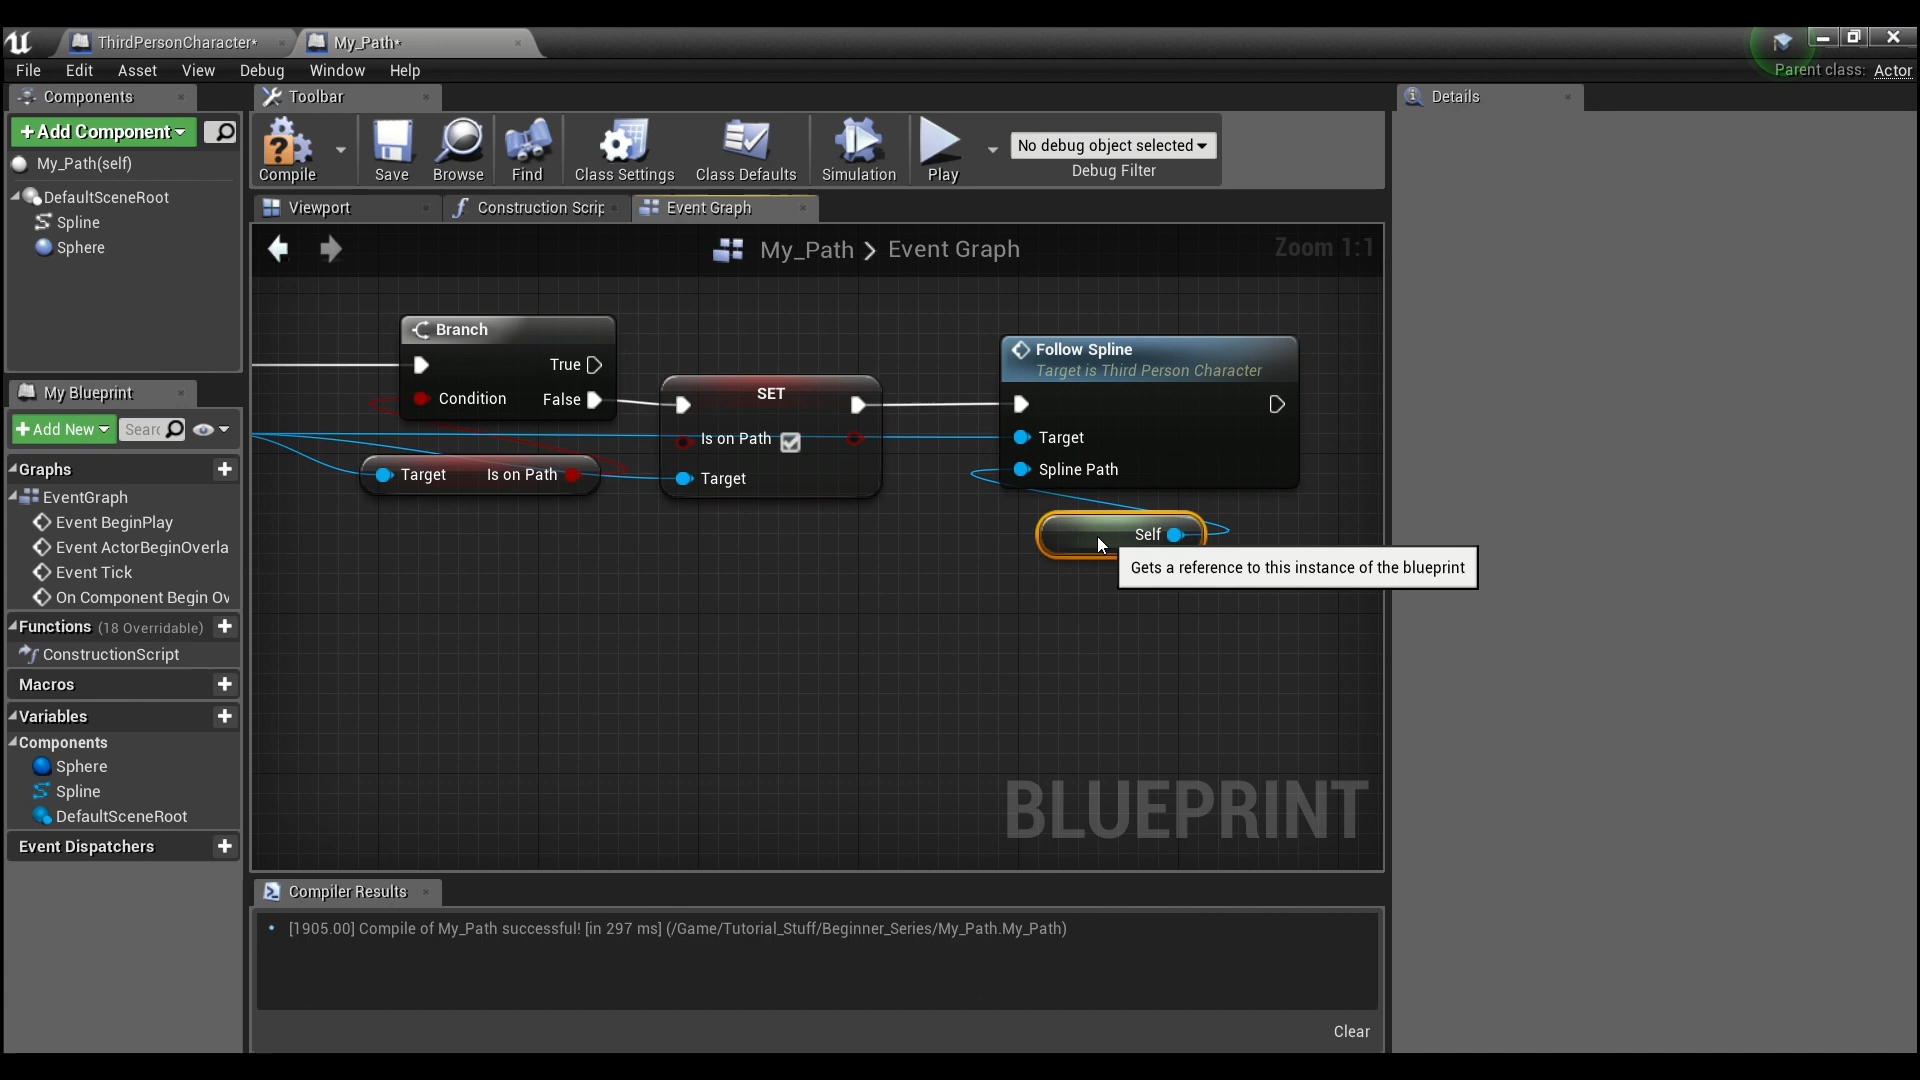 ThirdPersonCharacter*
My_Path*
File Edit Asset View Debug Window Help
Parent class: Actor
Components
Toolbar
Details
+Add Component
My_Path(self)
DefaultSceneRoot
Spline
Sphere
Compile
Save
Browse
Find
Class Settings
Class Defaults
Simulation
Play
No debug object selected
Debug Filter
Viewport
Construction Scrip
Event Graph
My_Path > Event Graph
Zoom 1:1
My Blueprint
+Add New
Searc
Graphs
EventGraph
Event BeginPlay
Event ActorBeginOverla
Event Tick
On Component Begin Ov
Functions (18 Overridable)
ConstructionScript
Macros
Variables
Components
Sphere
Spline
DefaultSceneRoot
Event Dispatchers
Branch
True
Condition
False
Target
Is on Path
SET
Is on Path
Target
Follow Spline
Target is Third Person Character
Target
Spline Path
Self
Gets a reference to this instance of the blueprint
BLUEPRINT
Compiler Results
[1905.00] Compile of My_Path successful! [in 297 ms] (/Game/Tutorial_Stuff/Beginner_Series/My_Path.My_Path)
Clear